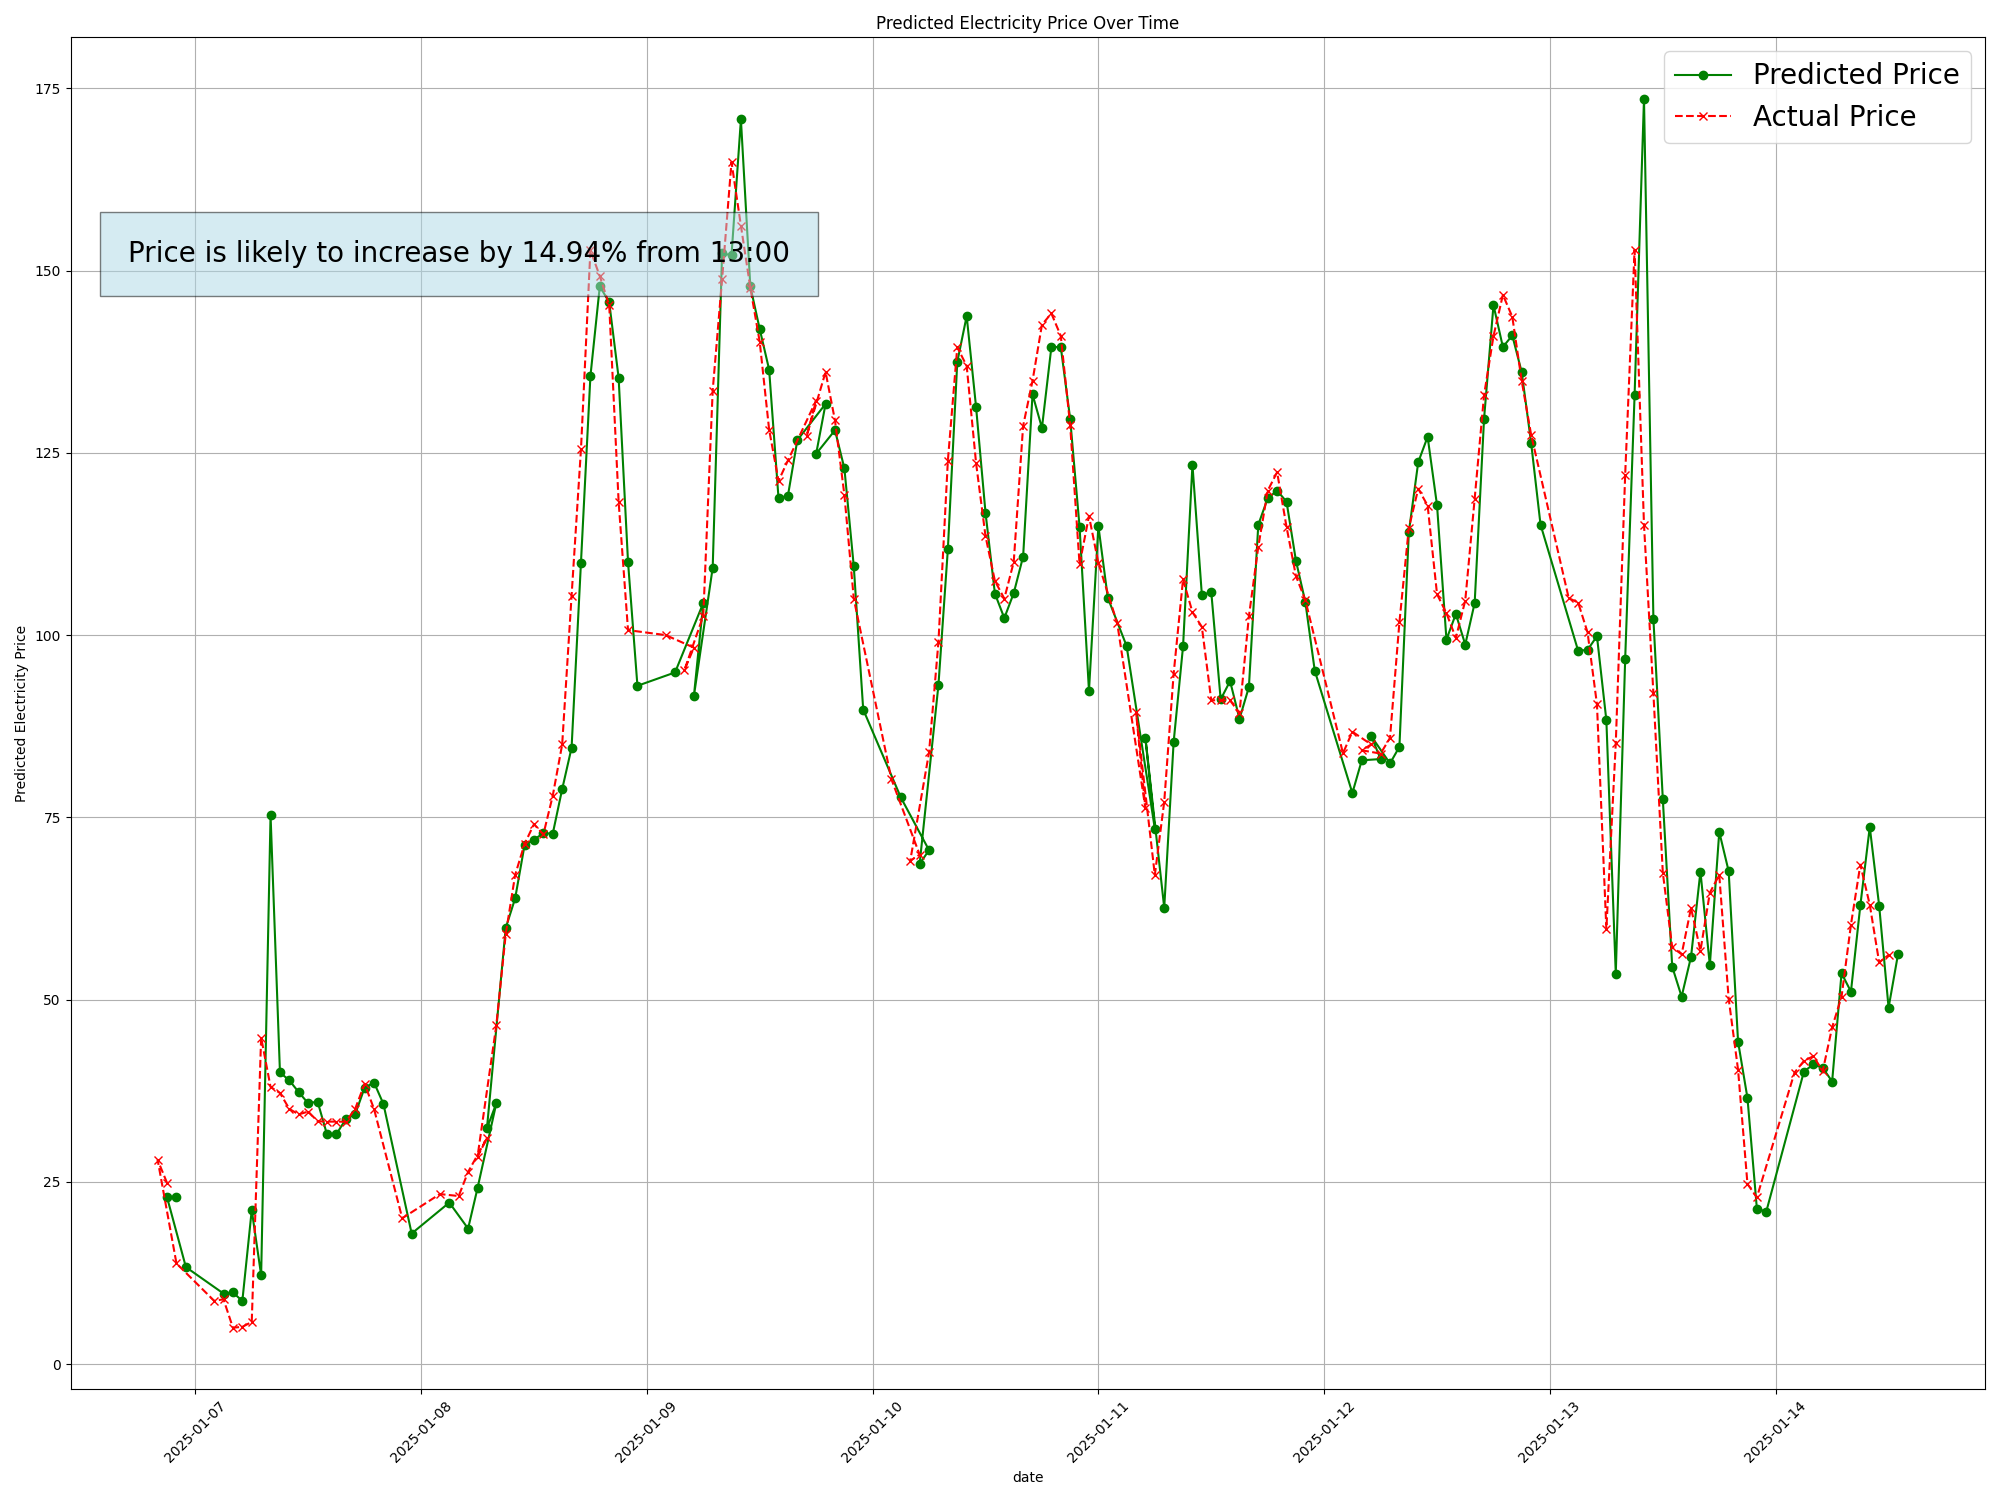 Predicted Electricity Price Over Time
Predicted Price
Actual Price
Price is likely to increase by 14.94% from 13:00
Predicted Electricity Price
175
150
125
100
75
50
25
0
2025-01-07
2025-01-08
2025-01-09
2025-01-10
2025-01-11
2025-01-12
2025-01-13
2025-01-14
date